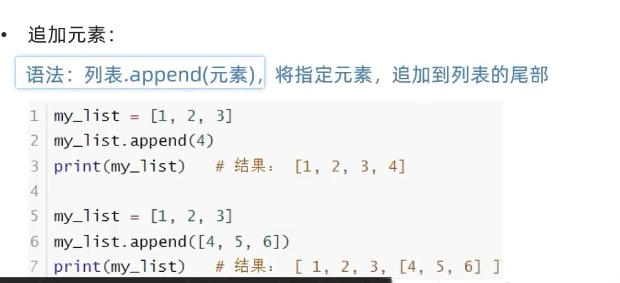 • 追加元素：
语法：列表.append(元素)，将指定元素，追加到列表的尾部
1 my_list = [1, 2, 3]
2 my_list.append(4)
3 print(my_list)   # 结果： [1, 2, 3, 4]
4
5 my_list = [1, 2, 3]
6 my_list.append([4, 5, 6])
7 print(my_list)   # 结果： [ 1, 2, 3, [4, 5, 6] ]